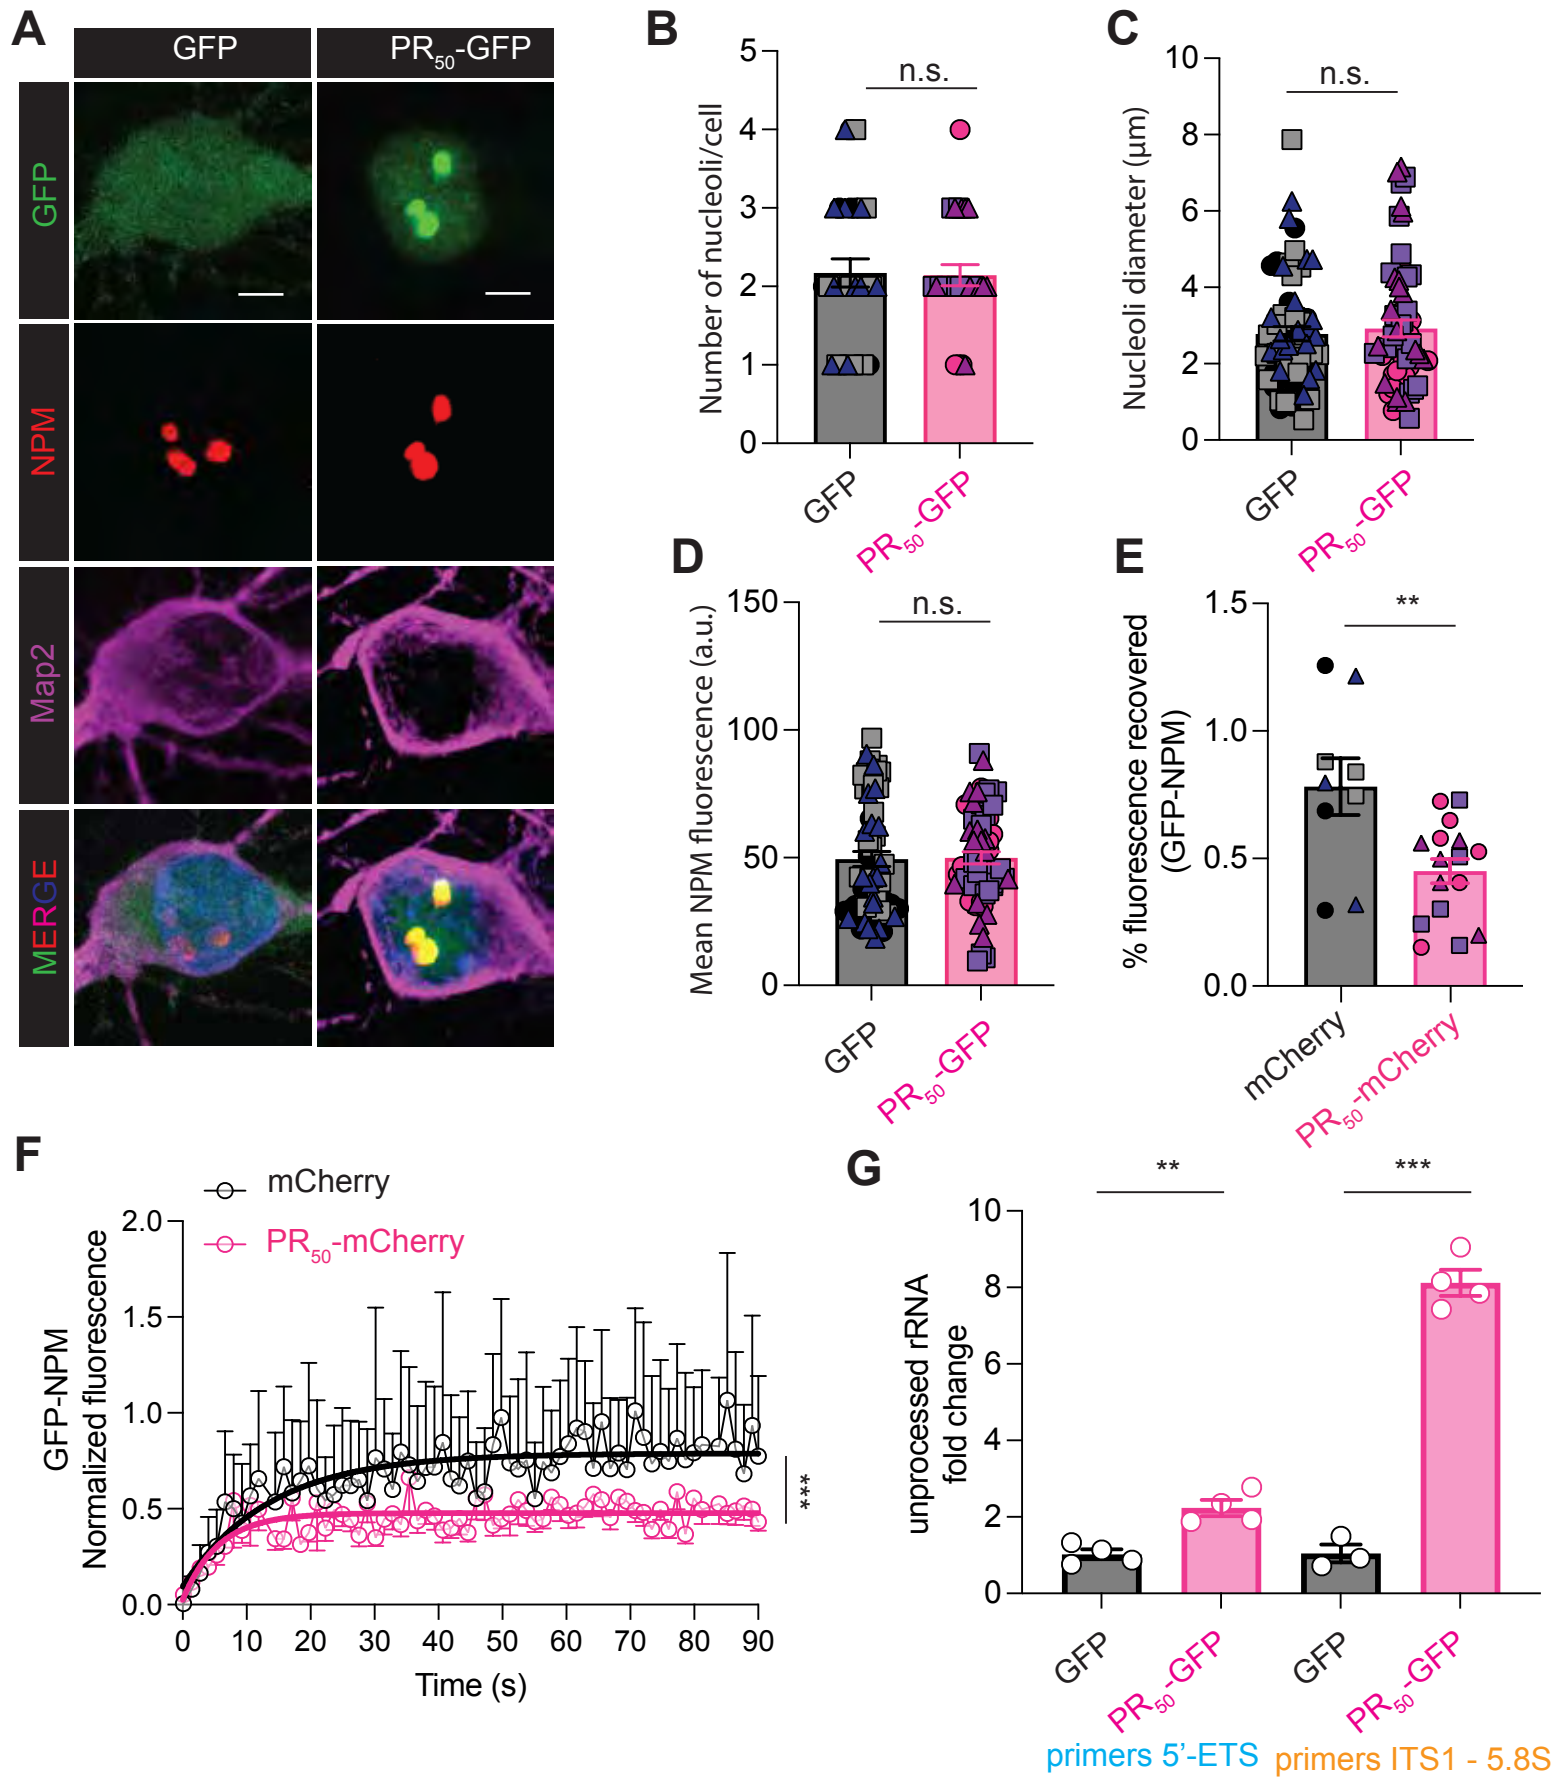 A
GFP
PR50-GFP
GFP
NPM
Map2
MERGE
B
Number of nucleoli/cell
5
4
3
2
1
0
n.s.
GFP
PR50-GFP
C
Nucleoli diameter (μm)
10
8
6
4
2
0
n.s.
GFP
PR50-GFP
D
Mean NPM fluorescence (a.u.)
150
100
50
0
n.s.
GFP
PR50-GFP
E
% fluorescence recovered
(GFP-NPM)
1.5
1.0
0.5
0.0
**
mCherry
PR50-mCherry
F
mCherry
PR50-mCherry
GFP-NPM
Normalized fluorescence
2.0
1.5
1.0
0.5
0.0
***
0 10 20 30 40 50 60 70 80 90
Time (s)
G
unprocessed rRNA
fold change
10
8
6
4
2
0
**
***
GFP
PR50-GFP
GFP
PR50-GFP
primers 5’-ETS
primers ITS1 - 5.8S